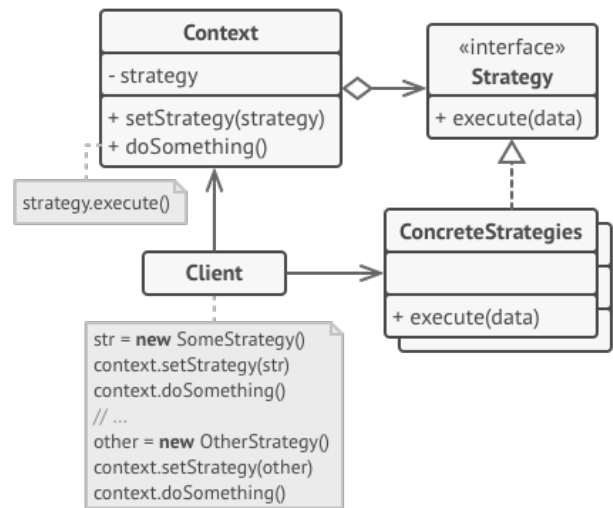 Context
- strategy
+ setStrategy(strategy)
+ doSomething()
«interface»
Strategy
+ execute(data)
strategy.execute()
Client
ConcreteStrategies
+ execute(data)
str = new SomeStrategy()
context.setStrategy(str)
context.doSomething()
// ...
other = new OtherStrategy()
context.setStrategy(other)
context.doSomething()